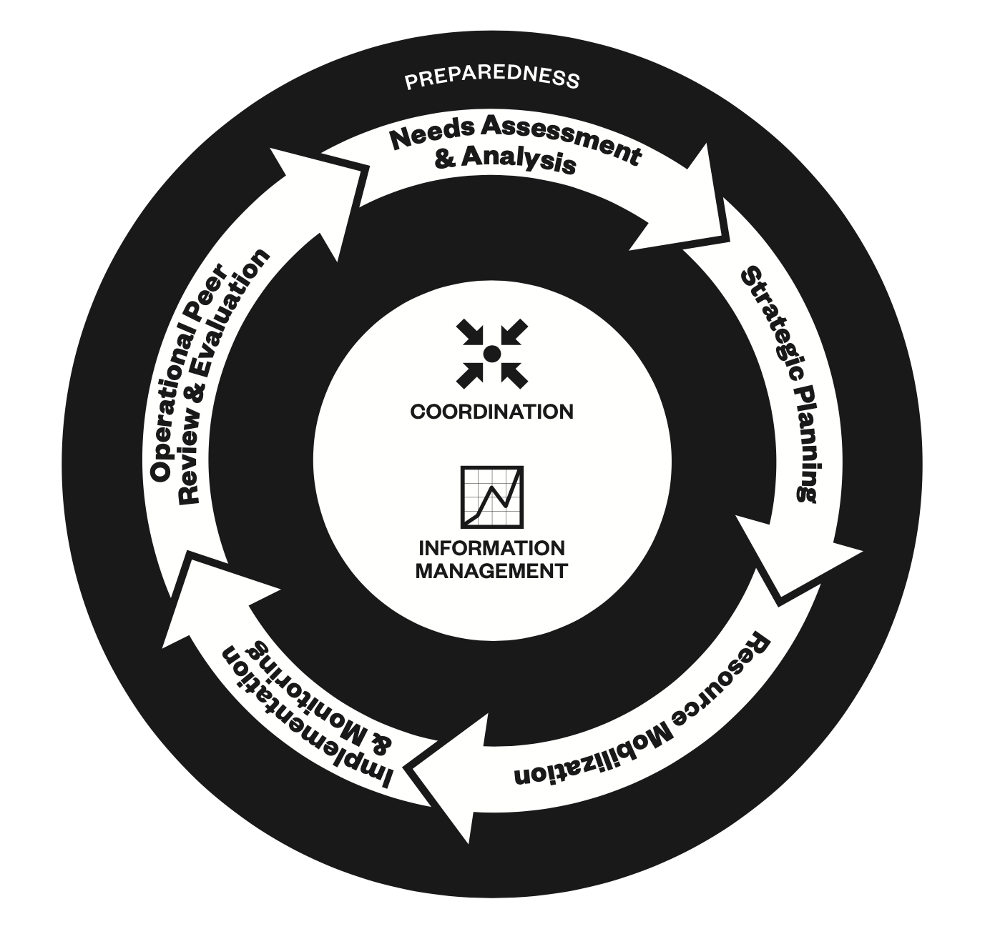 PREPAREDNESS
Needs Assessment
& Analysis
Strategic Planning
Resource Mobilization
Implementation
& Monitoring
Operational Peer
Review & Evaluation
COORDINATION
INFORMATION
MANAGEMENT